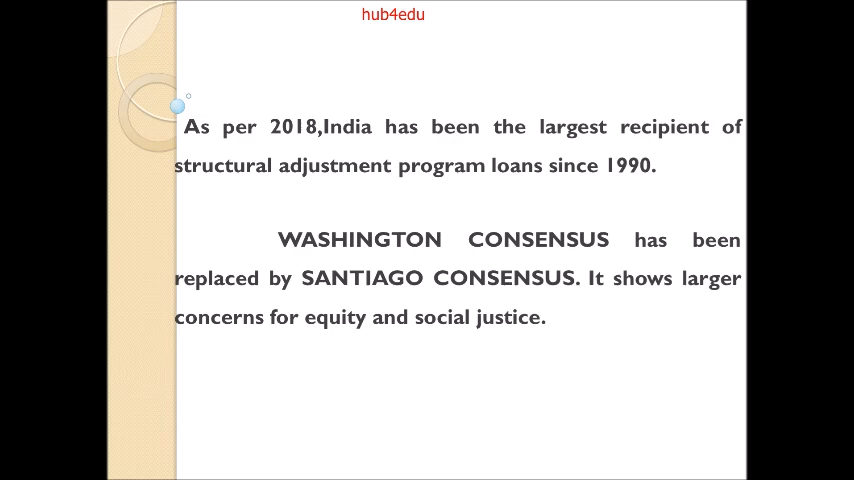 hub4edu
As per 2018,India has been the largest recipient of
structural adjustment program loans since 1990.
WASHINGTON CONSENSUS has been
replaced by SANTIAGO CONSENSUS. It shows larger
concerns for equity and social justice.